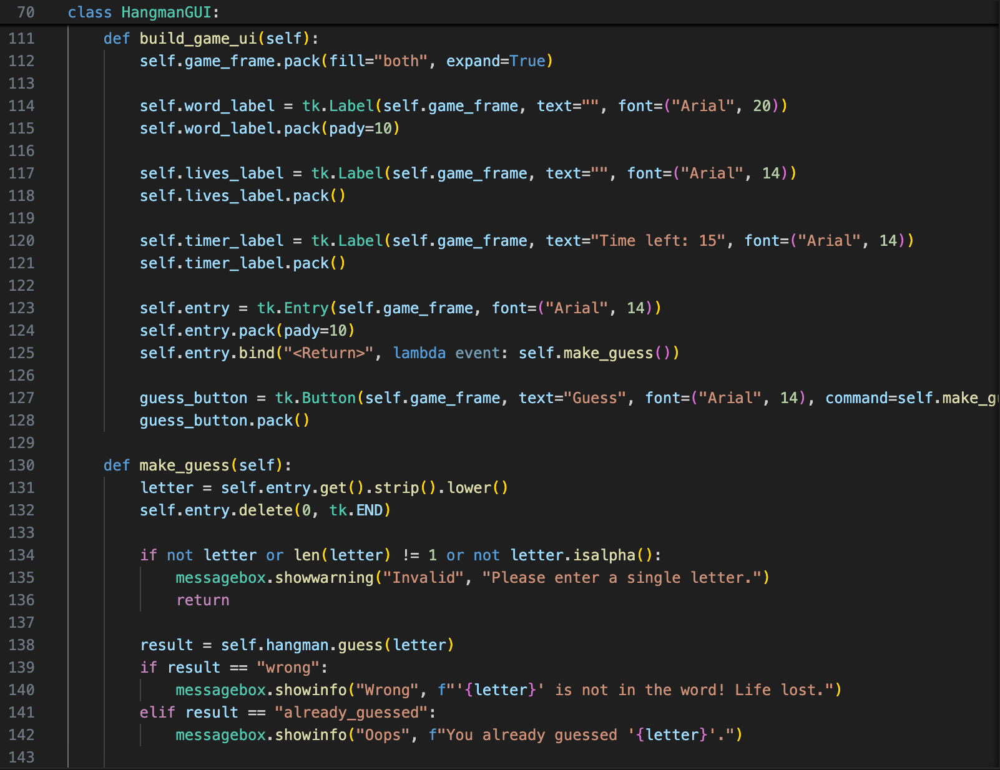 70 class HangmanGUI:
111     def build_game_ui(self):
112         self.game_frame.pack(fill="both", expand=True)
113
114         self.word_label = tk.Label(self.game_frame, text="", font=("Arial", 20))
115         self.word_label.pack(pady=10)
116
117         self.lives_label = tk.Label(self.game_frame, text="", font=("Arial", 14))
118         self.lives_label.pack()
119
120         self.timer_label = tk.Label(self.game_frame, text="Time left: 15", font=("Arial", 14))
121         self.timer_label.pack()
122
123         self.entry = tk.Entry(self.game_frame, font=("Arial", 14))
124         self.entry.pack(pady=10)
125         self.entry.bind("<Return>", lambda event: self.make_guess())
126
127         guess_button = tk.Button(self.game_frame, text="Guess", font=("Arial", 14), command=self.make_g
128         guess_button.pack()
129
130     def make_guess(self):
131         letter = self.entry.get().strip().lower()
132         self.entry.delete(0, tk.END)
133
134         if not letter or len(letter) != 1 or not letter.isalpha():
135             messagebox.showwarning("Invalid", "Please enter a single letter.")
136             return
137
138         result = self.hangman.guess(letter)
139         if result == "wrong":
140             messagebox.showinfo("Wrong", f"'{letter}' is not in the word! Life lost.")
141         elif result == "already_guessed":
142             messagebox.showinfo("Oops", f"You already guessed '{letter}'.")
143